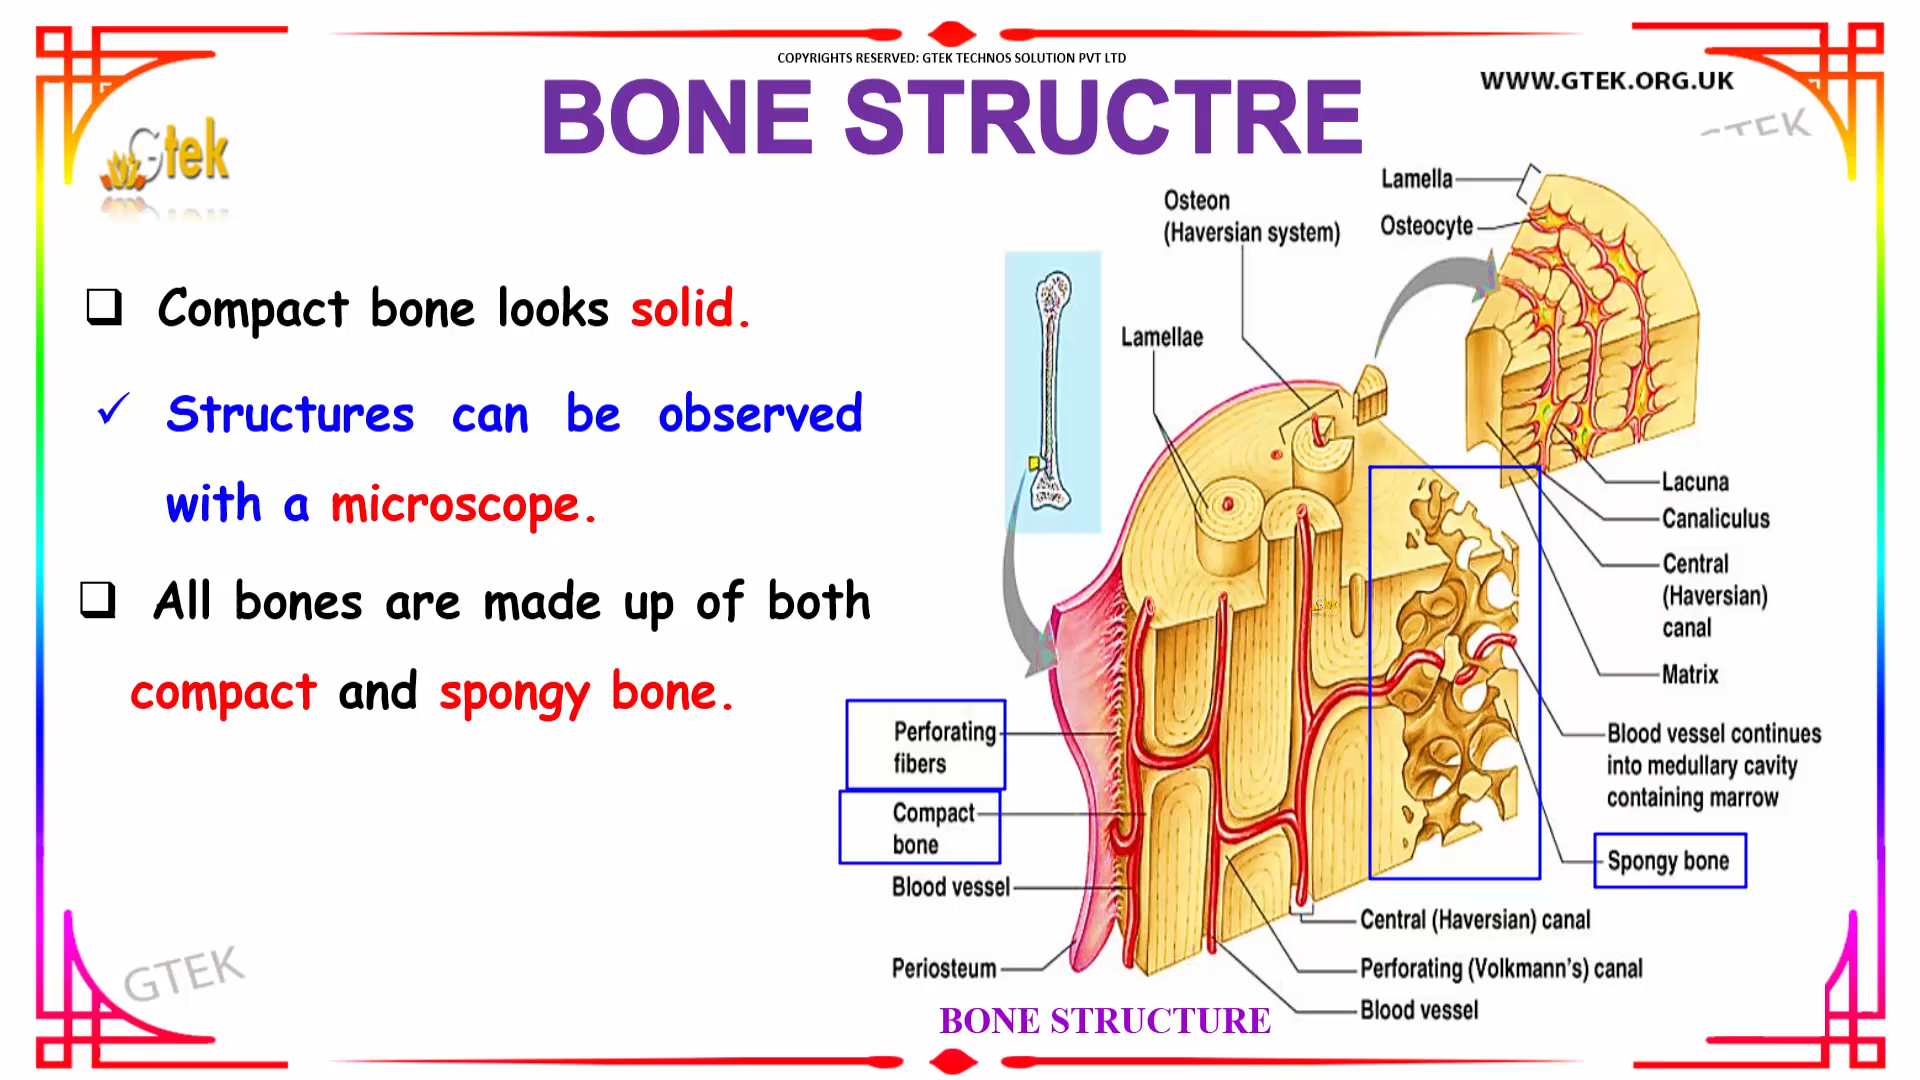 COPYRIGHTS RESERVED: GTEK TECHNOS SOLUTION PVT LTD
WWW.GTEK.ORG.UK
BONE STRUCTRE
Gtek
GTEK
Compact bone looks solid.
Structures can be observed
with a microscope.
All bones are made up of both
compact and spongy bone.
Lamella
Osteocyte
Osteon
(Haversian system)
Lamellae
Lacuna
Canaliculus
Central
(Haversian)
canal
Matrix
Perforating
fibers
Compact
bone
Blood vessel
Periosteum
Blood vessel continues
into medullary cavity
containing marrow
Spongy bone
Central (Haversian) canal
Perforating (Volkmann's) canal
Blood vessel
BONE STRUCTURE
GTEK